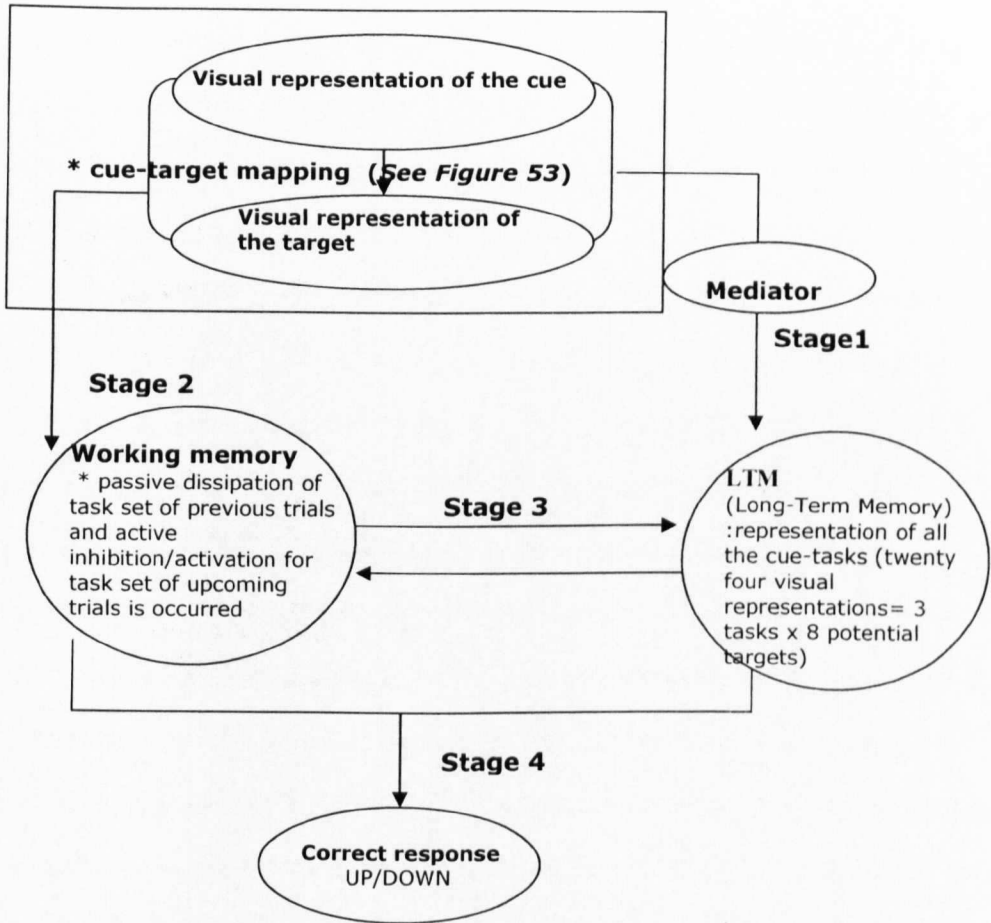 Visual representation of the cue
* cue-target mapping (See Figure 53)
Visual representation of
the target
Mediator
Stage1
Stage 2
Working memory
* passive dissipation of
task set of previous trials
and active
inhibition/activation for
task set of upcoming
trials is occurred
Stage 3
LTM
(Long-Term Memory)
:representation of all
the cue-tasks (twenty
four visual
representations= 3
tasks x 8 potential
targets)
Stage 4
Correct response
UP/DOWN